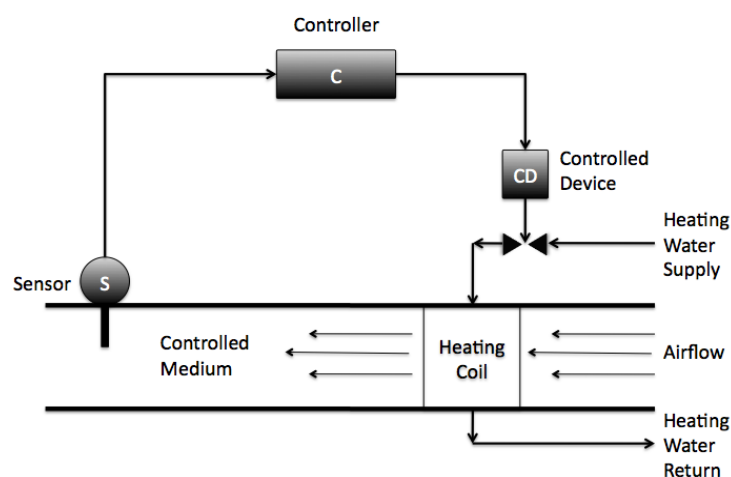 Controller
C
CD
Controlled
Device
Heating
Water
Supply
Sensor
S
Controlled
Medium
Heating
Coil
Airflow
Heating
Water
Return